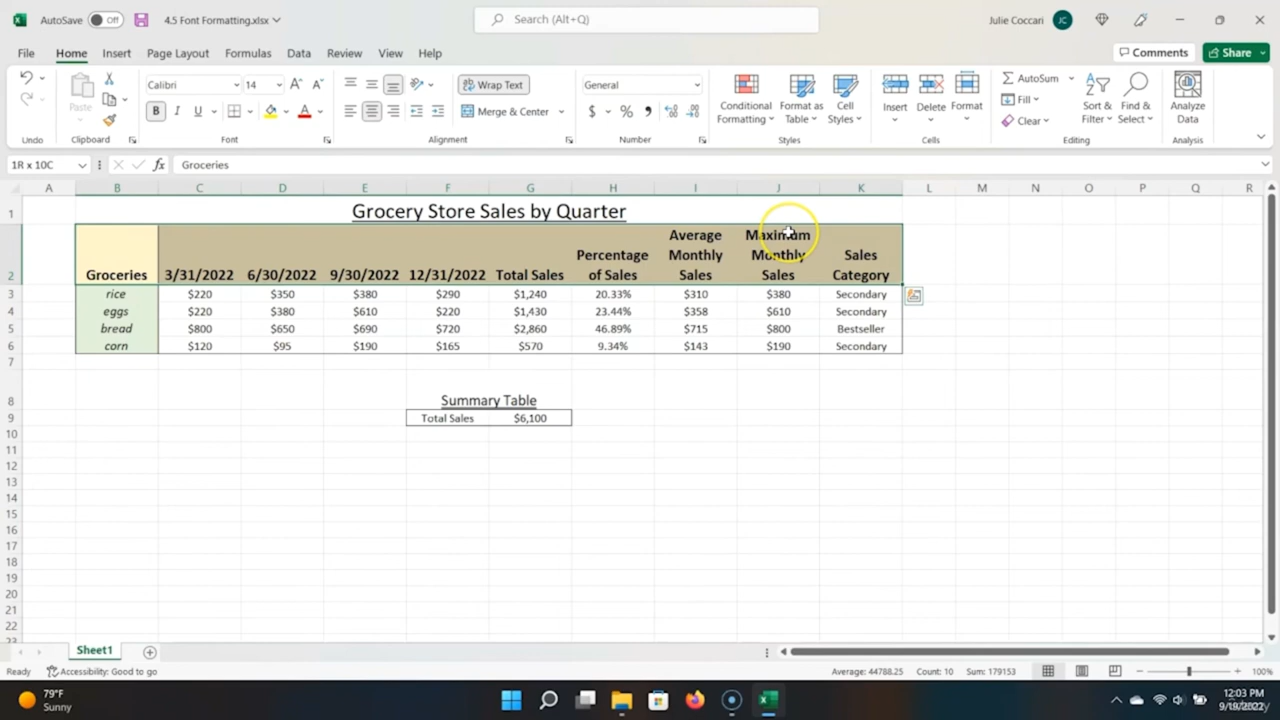 AutoSave Off 4.5 Font Formatting.xlsx Search (Alt+Q) Julie Coccari JC
File Home Insert Page Layout Formulas Data Review View Help Comments Share
Paste Calibri 14 Wrap Text General Conditional Formatting Format as Table Cell Styles Insert Delete Format AutoSum Sort & Filter Find & Select Analyze Data
B I U A Merge & Center $ % Fill
Clear
Undo Clipboard Font Alignment Number Styles Cells Editing Analysis
1R x 10C fx Groceries
A B C D E F G H I J K L M N O P Q R
1 Grocery Store Sales by Quarter
2 Groceries 3/31/2022 6/30/2022 9/30/2022 12/31/2022 Total Sales Percentage of Sales Average Monthly Sales Maximum Monthly Sales Sales Category
3 rice $220 $350 $380 $290 $1,240 20.33% $310 $380 Secondary
4 eggs $220 $380 $610 $220 $1,430 23.44% $358 $610 Secondary
5 bread $800 $650 $690 $720 $2,860 46.89% $715 $800 Bestseller
6 corn $120 $95 $190 $165 $570 9.34% $143 $190 Secondary
7
8 Summary Table
9 Total Sales $6,100
10
11
12
13
14
15
16
17
18
19
20
21
22
23
Sheet1
Ready Accessibility: Good to go Average: 44788.25 Count: 10 Sum: 179153 100%
79°F
Sunny
12:03 PM
9/19/2022